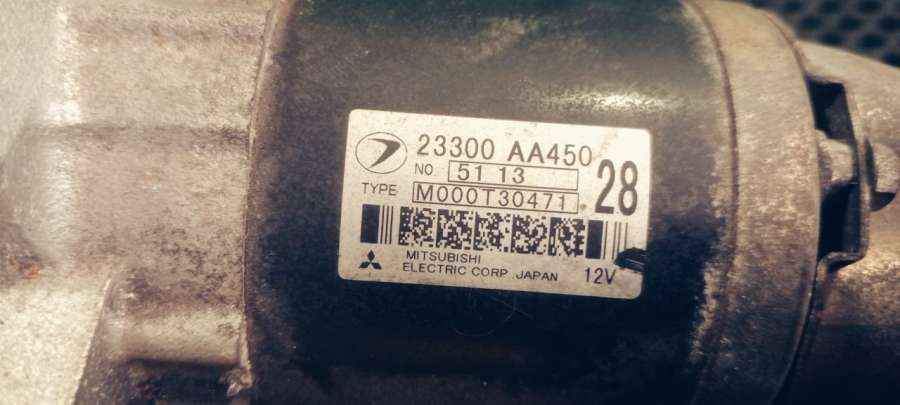 23300 AA450
NO 51 13
TYPE M000T30471
28
MITSUBISHI
ELECTRIC CORP. JAPAN 12V